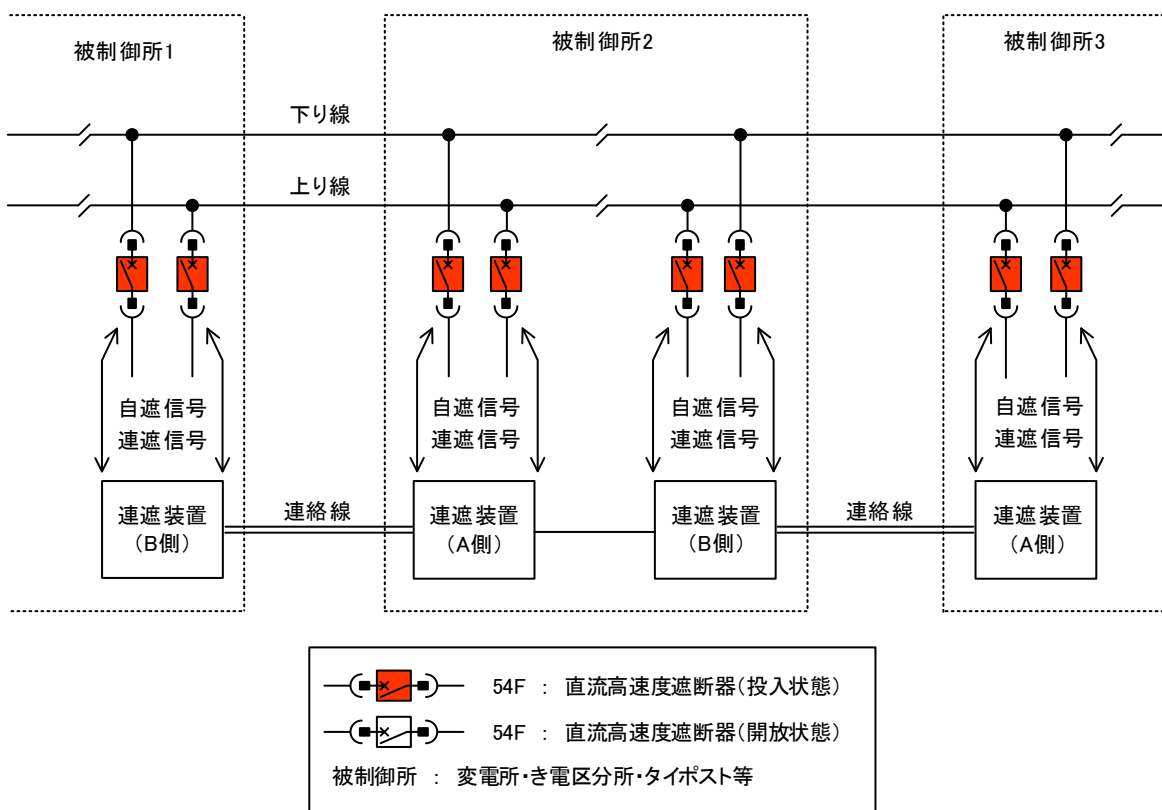 被制御所1
被制御所2
被制御所3
下り線
上り線
自遮信号
連遮信号
自遮信号
連遮信号
自遮信号
連遮信号
自遮信号
連遮信号
連遮装置
(B側)
連絡線
連遮装置
(A側)
連遮装置
(B側)
連絡線
連遮装置
(A側)
54F : 直流高速度遮断器(投入状態)
54F : 直流高速度遮断器(開放状態)
被制御所 : 変電所・き電区分所・タイポスト等